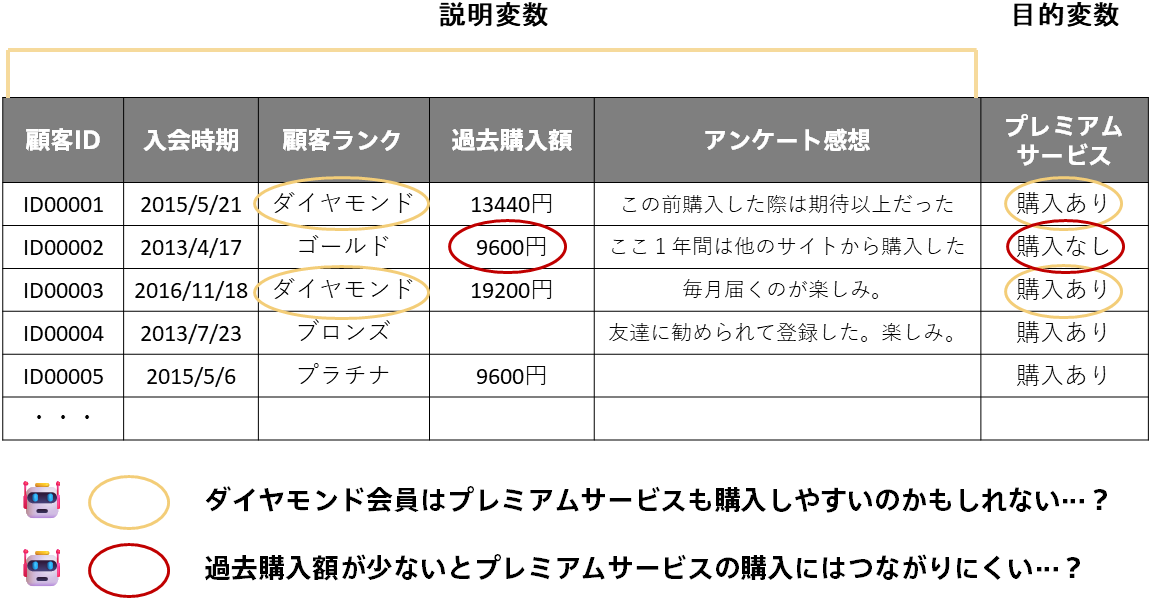 説明変数 目的変数
顧客ID 入会時期 顧客ランク 過去購入額 アンケート感想 プレミアム
サービス
ID00001 2015/5/21 ダイヤモンド 13440円 この前購入した際は期待以上だった 購入あり
ID00002 2013/4/17 ゴールド 9600円 ここ１年間は他のサイトから購入した 購入なし
ID00003 2016/11/18 ダイヤモンド 19200円 毎月届くのが楽しみ。 購入あり
ID00004 2013/7/23 ブロンズ 友達に勧められて登録した。楽しみ。 購入あり
ID00005 2015/5/6 プラチナ 9600円 購入あり
・・・
ダイヤモンド会員はプレミアムサービスも購入しやすいのかもしれない…？
過去購入額が少ないとプレミアムサービスの購入にはつながりにくい…？